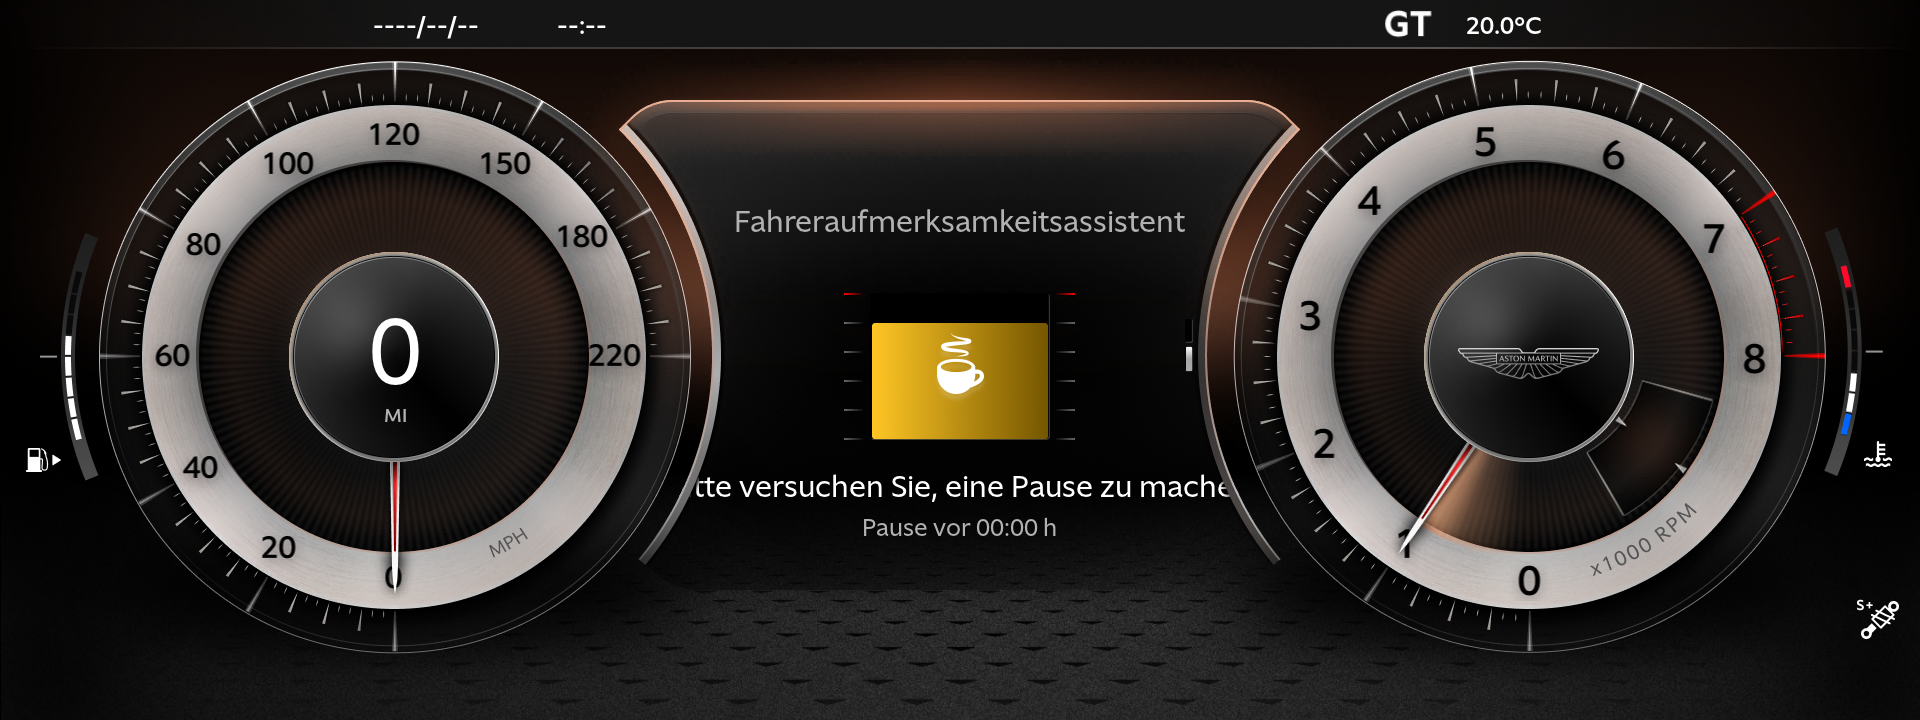 ----/--/-- --:-- GT 20.0°C
Fahreraufmerksamkeitsassistent
tte versuchen Sie, eine Pause zu mache
Pause vor 00:00 h
0
20
40
60
80
100
120
150
180
220
MPH
0
MI
0
1
2
3
4
5
6
7
8
x1000 RPM
ASTON MARTIN
S+